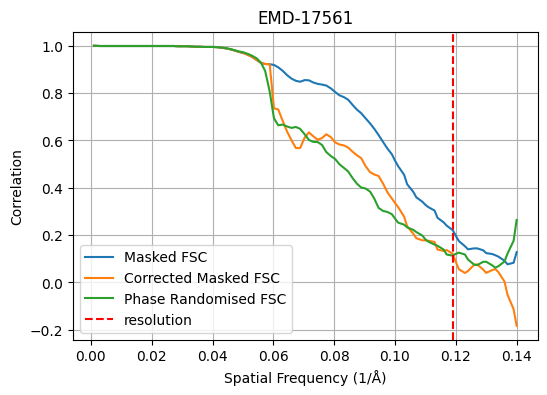 EMD-17561
Correlation
1.0
0.8
0.6
0.4
0.2
0.0
−0.2
Masked FSC
Corrected Masked FSC
Phase Randomised FSC
resolution
0.00 0.02 0.04 0.06 0.08 0.10 0.12 0.14
Spatial Frequency (1/Å)